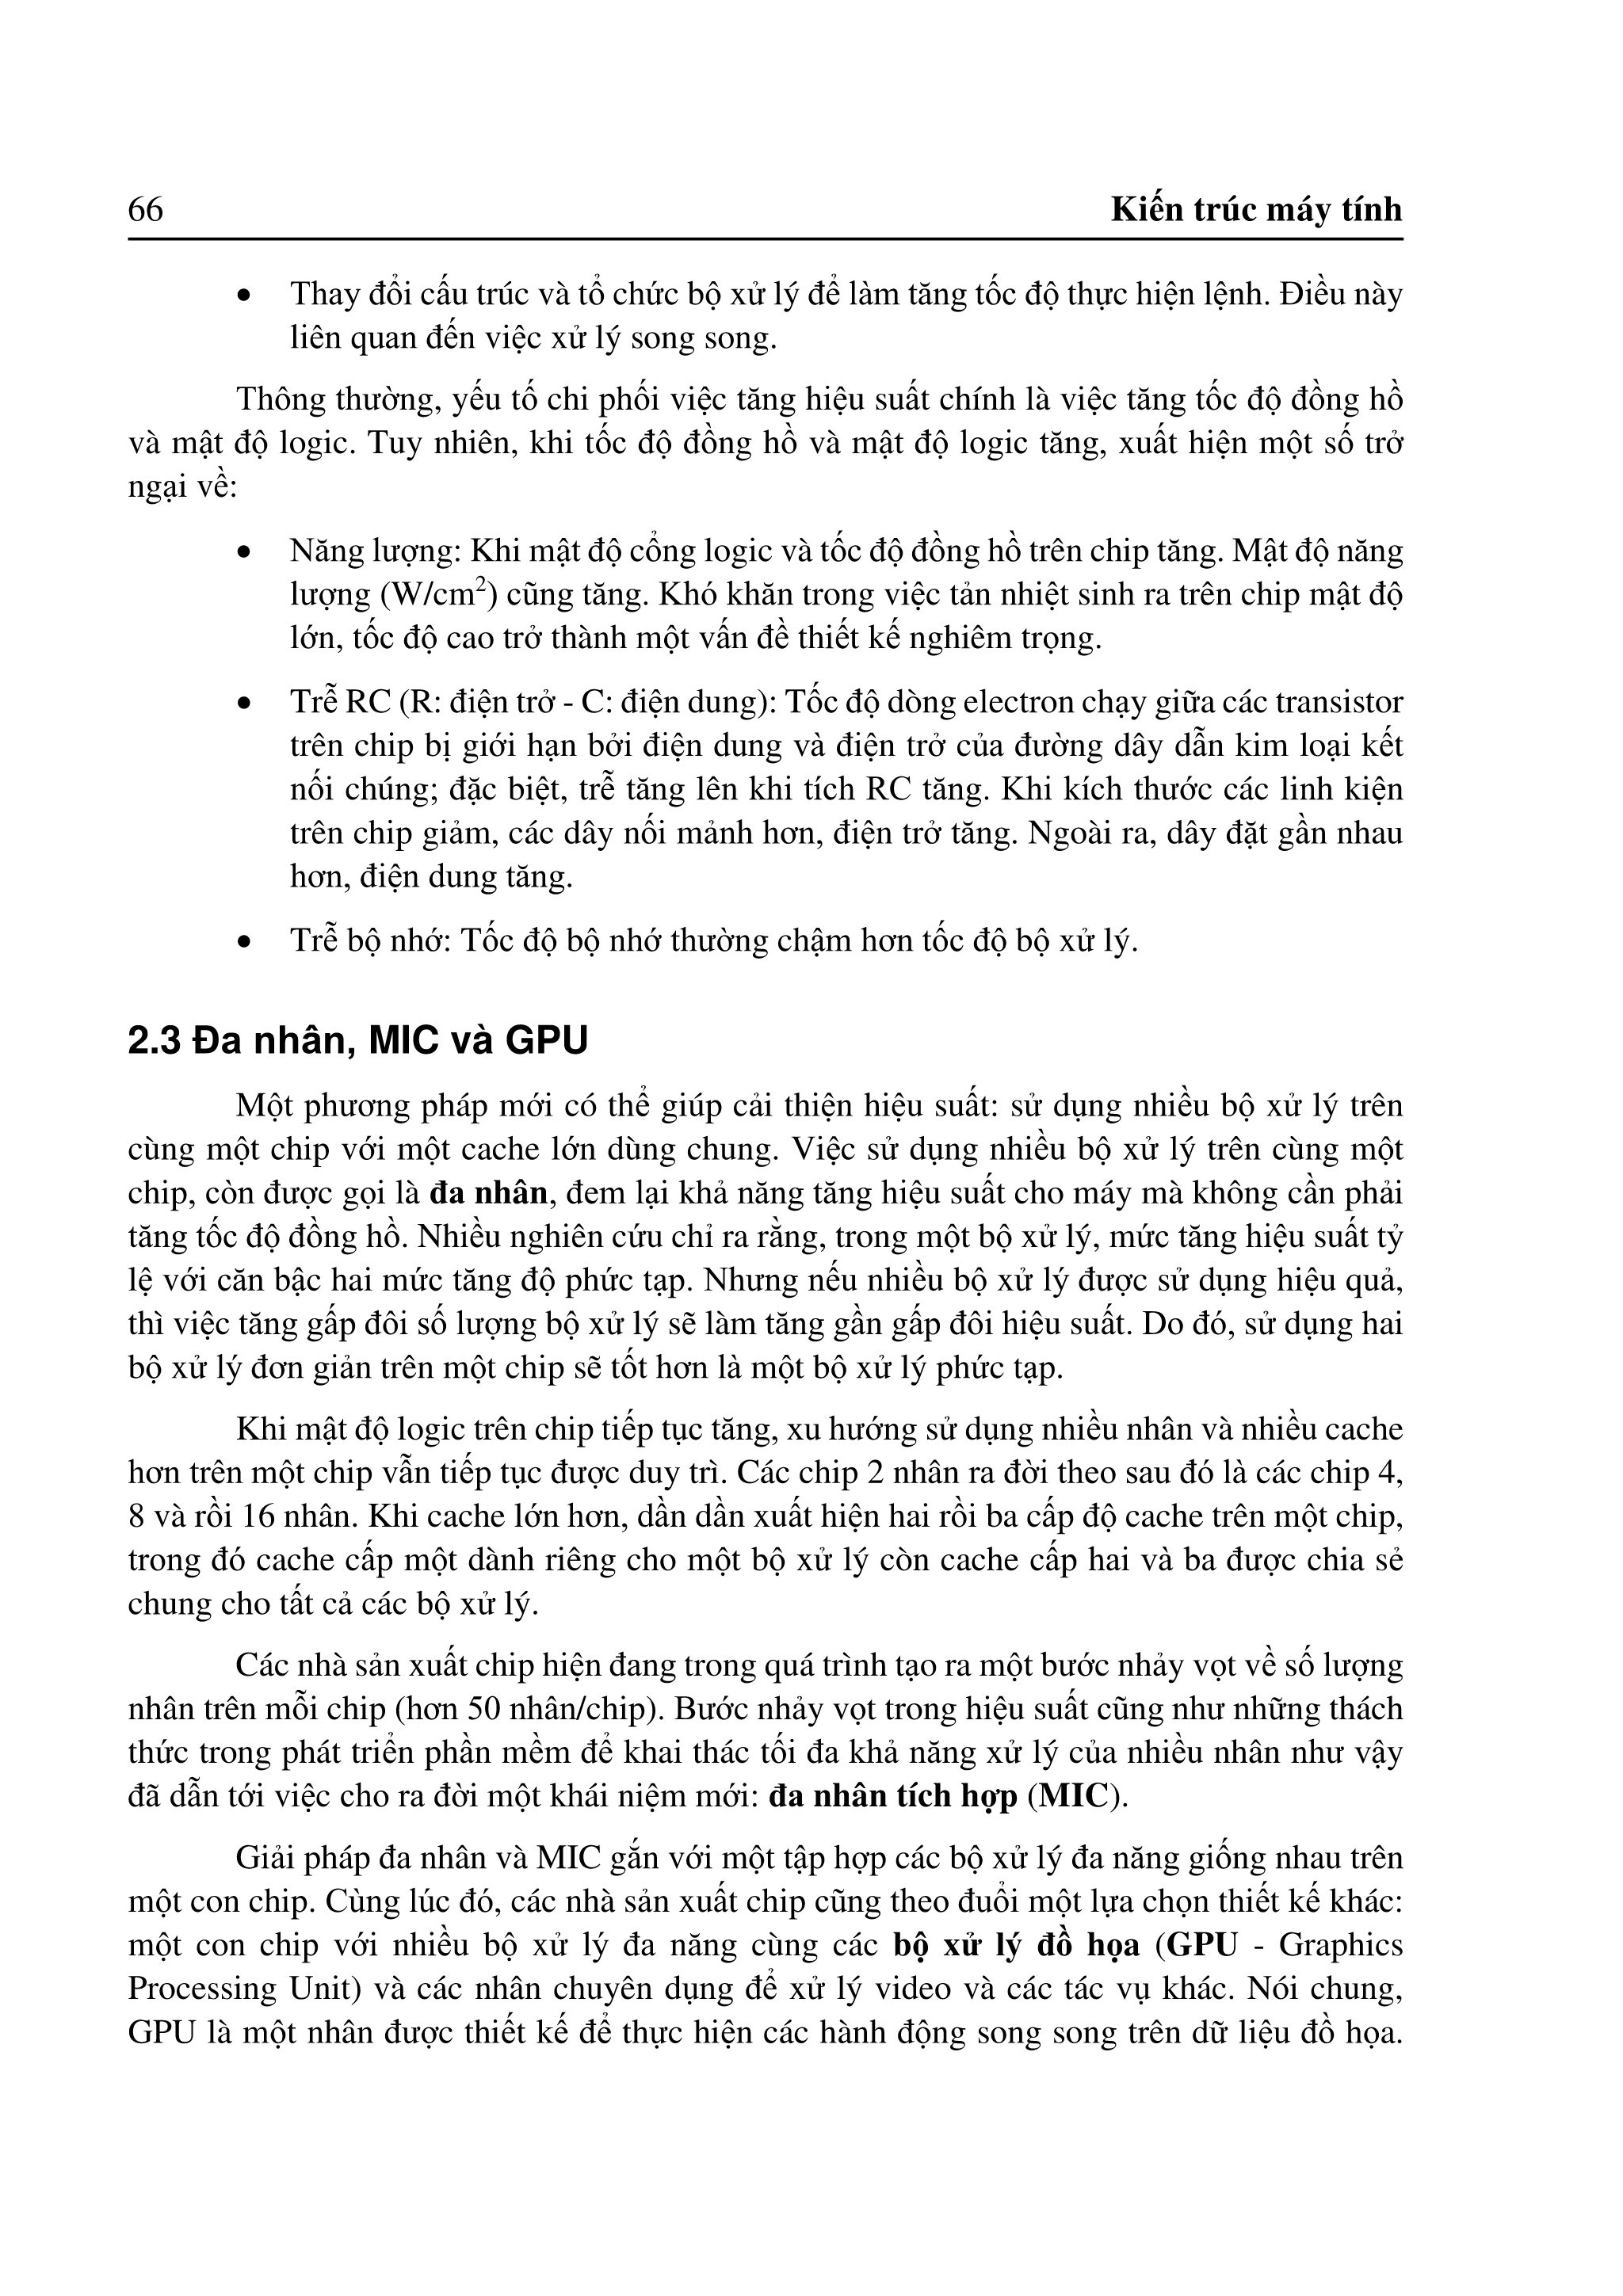 66 Kiến trúc máy tính
• Thay đổi cấu trúc và tổ chức bộ xử lý để làm tăng tốc độ thực hiện lệnh. Điều này
liên quan đến việc xử lý song song.
Thông thường, yếu tố chi phối việc tăng hiệu suất chính là việc tăng tốc độ đồng hồ
và mật độ logic. Tuy nhiên, khi tốc độ đồng hồ và mật độ logic tăng, xuất hiện một số trở
ngại về:
• Năng lượng: Khi mật độ cổng logic và tốc độ đồng hồ trên chip tăng. Mật độ năng
lượng (W/cm²) cũng tăng. Khó khăn trong việc tản nhiệt sinh ra trên chip mật độ
lớn, tốc độ cao trở thành một vấn đề thiết kế nghiêm trọng.
• Trễ RC (R: điện trở - C: điện dung): Tốc độ dòng electron chạy giữa các transistor
trên chip bị giới hạn bởi điện dung và điện trở của đường dây dẫn kim loại kết
nối chúng; đặc biệt, trễ tăng lên khi tích RC tăng. Khi kích thước các linh kiện
trên chip giảm, các dây nối mảnh hơn, điện trở tăng. Ngoài ra, dây đặt gần nhau
hơn, điện dung tăng.
• Trễ bộ nhớ: Tốc độ bộ nhớ thường chậm hơn tốc độ bộ xử lý.
2.3 Đa nhân, MIC và GPU
Một phương pháp mới có thể giúp cải thiện hiệu suất: sử dụng nhiều bộ xử lý trên
cùng một chip với một cache lớn dùng chung. Việc sử dụng nhiều bộ xử lý trên cùng một
chip, còn được gọi là đa nhân, đem lại khả năng tăng hiệu suất cho máy mà không cần phải
tăng tốc độ đồng hồ. Nhiều nghiên cứu chỉ ra rằng, trong một bộ xử lý, mức tăng hiệu suất tỷ
lệ với căn bậc hai mức tăng độ phức tạp. Nhưng nếu nhiều bộ xử lý được sử dụng hiệu quả,
thì việc tăng gấp đôi số lượng bộ xử lý sẽ làm tăng gần gấp đôi hiệu suất. Do đó, sử dụng hai
bộ xử lý đơn giản trên một chip sẽ tốt hơn là một bộ xử lý phức tạp.
Khi mật độ logic trên chip tiếp tục tăng, xu hướng sử dụng nhiều nhân và nhiều cache
hơn trên một chip vẫn tiếp tục được duy trì. Các chip 2 nhân ra đời theo sau đó là các chip 4,
8 và rồi 16 nhân. Khi cache lớn hơn, dần dần xuất hiện hai rồi ba cấp độ cache trên một chip,
trong đó cache cấp một dành riêng cho một bộ xử lý còn cache cấp hai và ba được chia sẻ
chung cho tất cả các bộ xử lý.
Các nhà sản xuất chip hiện đang trong quá trình tạo ra một bước nhảy vọt về số lượng
nhân trên mỗi chip (hơn 50 nhân/chip). Bước nhảy vọt trong hiệu suất cũng như những thách
thức trong phát triển phần mềm để khai thác tối đa khả năng xử lý của nhiều nhân như vậy
đã dẫn tới việc cho ra đời một khái niệm mới: đa nhân tích hợp (MIC).
Giải pháp đa nhân và MIC gắn với một tập hợp các bộ xử lý đa năng giống nhau trên
một con chip. Cùng lúc đó, các nhà sản xuất chip cũng theo đuổi một lựa chọn thiết kế khác:
một con chip với nhiều bộ xử lý đa năng cùng các bộ xử lý đồ họa (GPU - Graphics
Processing Unit) và các nhân chuyên dụng để xử lý video và các tác vụ khác. Nói chung,
GPU là một nhân được thiết kế để thực hiện các hành động song song trên dữ liệu đồ họa.